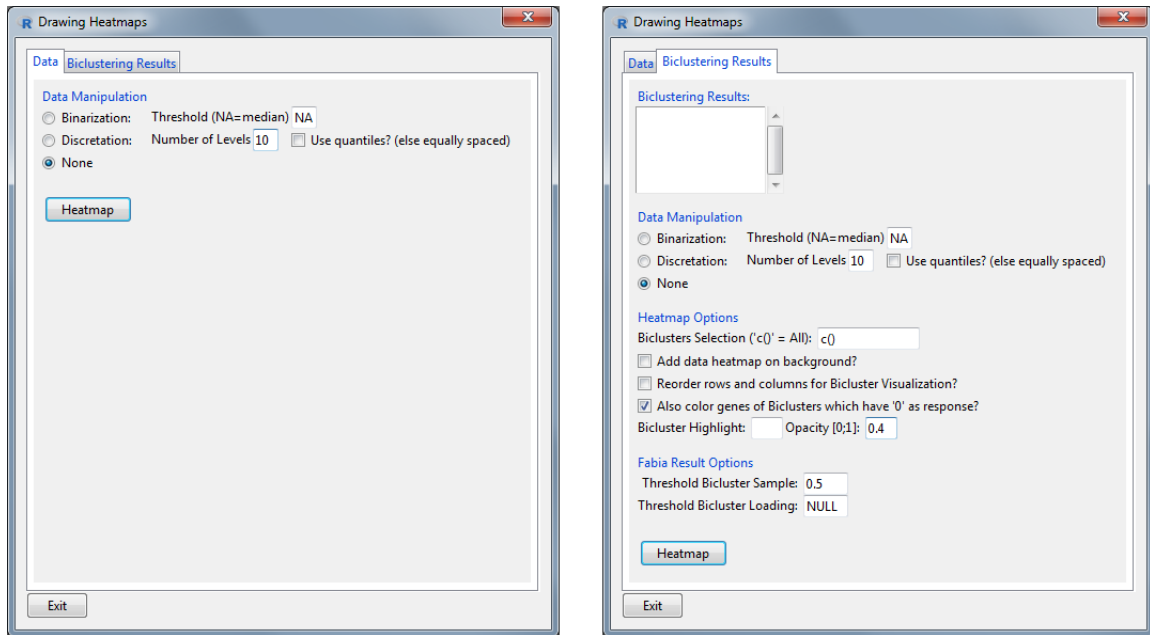 Drawing Heatmaps
Data Biclustering Results
Data Manipulation
Binarization: Threshold (NA=median) NA
Discretation: Number of Levels 10 Use quantiles? (else equally spaced)
None
Heatmap
Exit
Drawing Heatmaps
Data Biclustering Results
Biclustering Results:
Data Manipulation
Binarization: Threshold (NA=median) NA
Discretation: Number of Levels 10 Use quantiles? (else equally spaced)
None
Heatmap Options
Biclusters Selection ('c()' = All): c()
Add data heatmap on background?
Reorder rows and columns for Bicluster Visualization?
Also color genes of Biclusters which have '0' as response?
Bicluster Highlight: Opacity [0;1]: 0.4
Fabia Result Options
Threshold Bicluster Sample: 0.5
Threshold Bicluster Loading: NULL
Heatmap
Exit